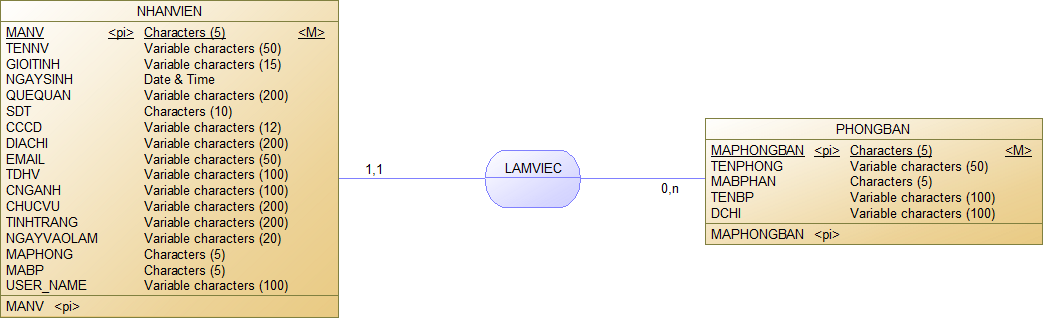 NHANVIEN
MANV <pi> Characters (5) <M>
TENNV Variable characters (50)
GIOITINH Variable characters (15)
NGAYSINH Date & Time
QUEQUAN Variable characters (200)
SDT Characters (10)
CCCD Variable characters (12)
DIACHI Variable characters (200)
EMAIL Variable characters (50)
TDHV Variable characters (100)
CNGANH Variable characters (100)
CHUCVU Variable characters (200)
TINHTRANG Variable characters (200)
NGAYVAOLAM Variable characters (20)
MAPHONG Characters (5)
MABP Characters (5)
USER_NAME Variable characters (100)
MANV <pi>
1,1
LAMVIEC
0,n
PHONGBAN
MAPHONGBAN <pi> Characters (5) <M>
TENPHONG Variable characters (50)
MABPHAN Characters (5)
TENBP Variable characters (100)
DCHI Variable characters (100)
MAPHONGBAN <pi>